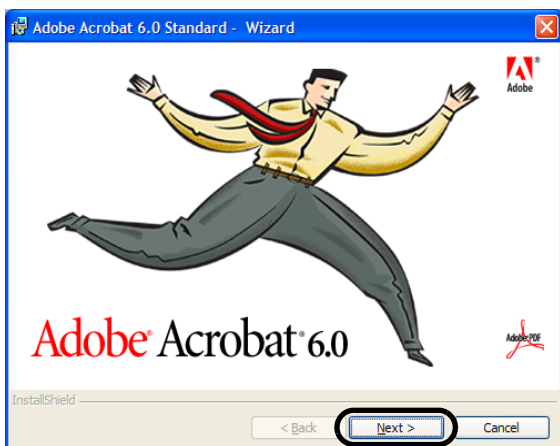 Adobe Acrobat 6.0 Standard - Wizard
Adobe®
Adobe® Acrobat® 6.0
Adobe PDF
InstallShield
< Back Next > Cancel